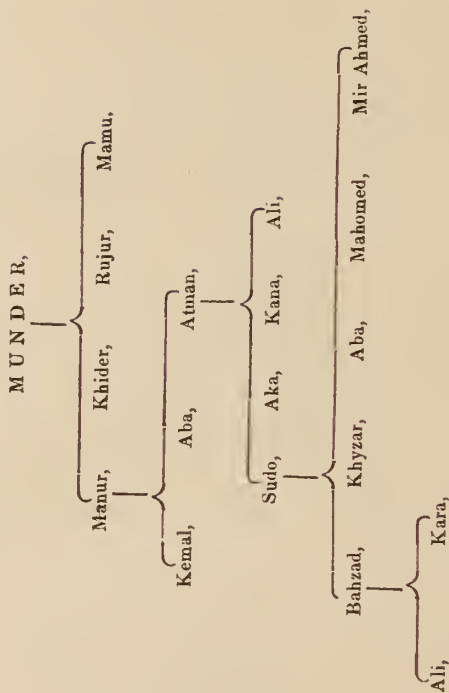 MUNDER,
Manur, Khider, Rujur, Mamu,
Kemal, Aba, Atman,
Sudo, Aka, Kana, Ali,
Bahzad, Khyzar, Aba, Mahomed, Mir Ahmed,
Ali, Kara,